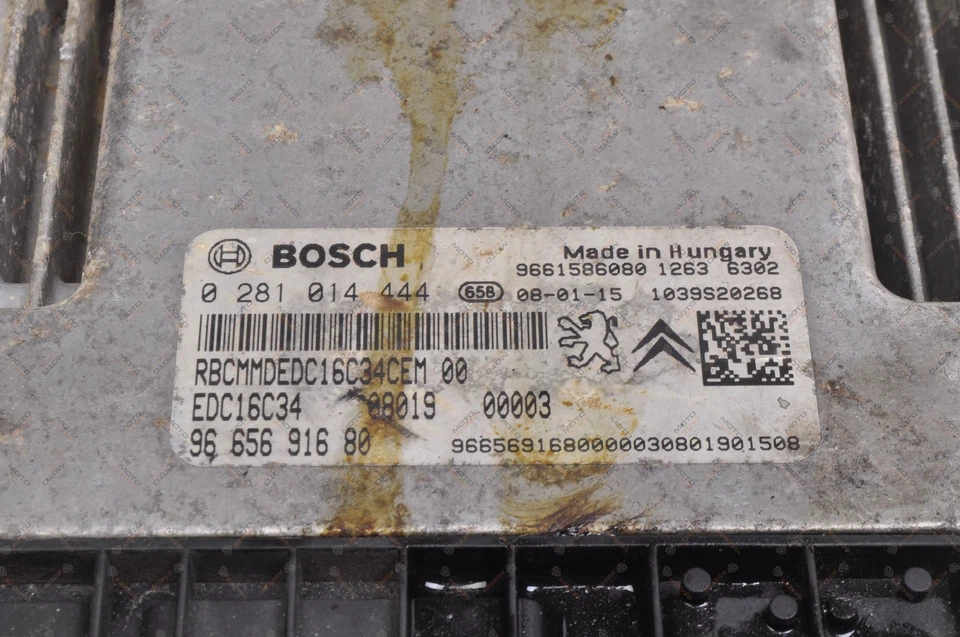 BOSCH Made in Hungary
9661586080 1263 6302
0 281 014 444 65B 08-01-15 1039S20268
RBCMMDEDC16C34CEM 00
EDC16C34 08019 00003
96 656 916 80 9665691680000030801901508